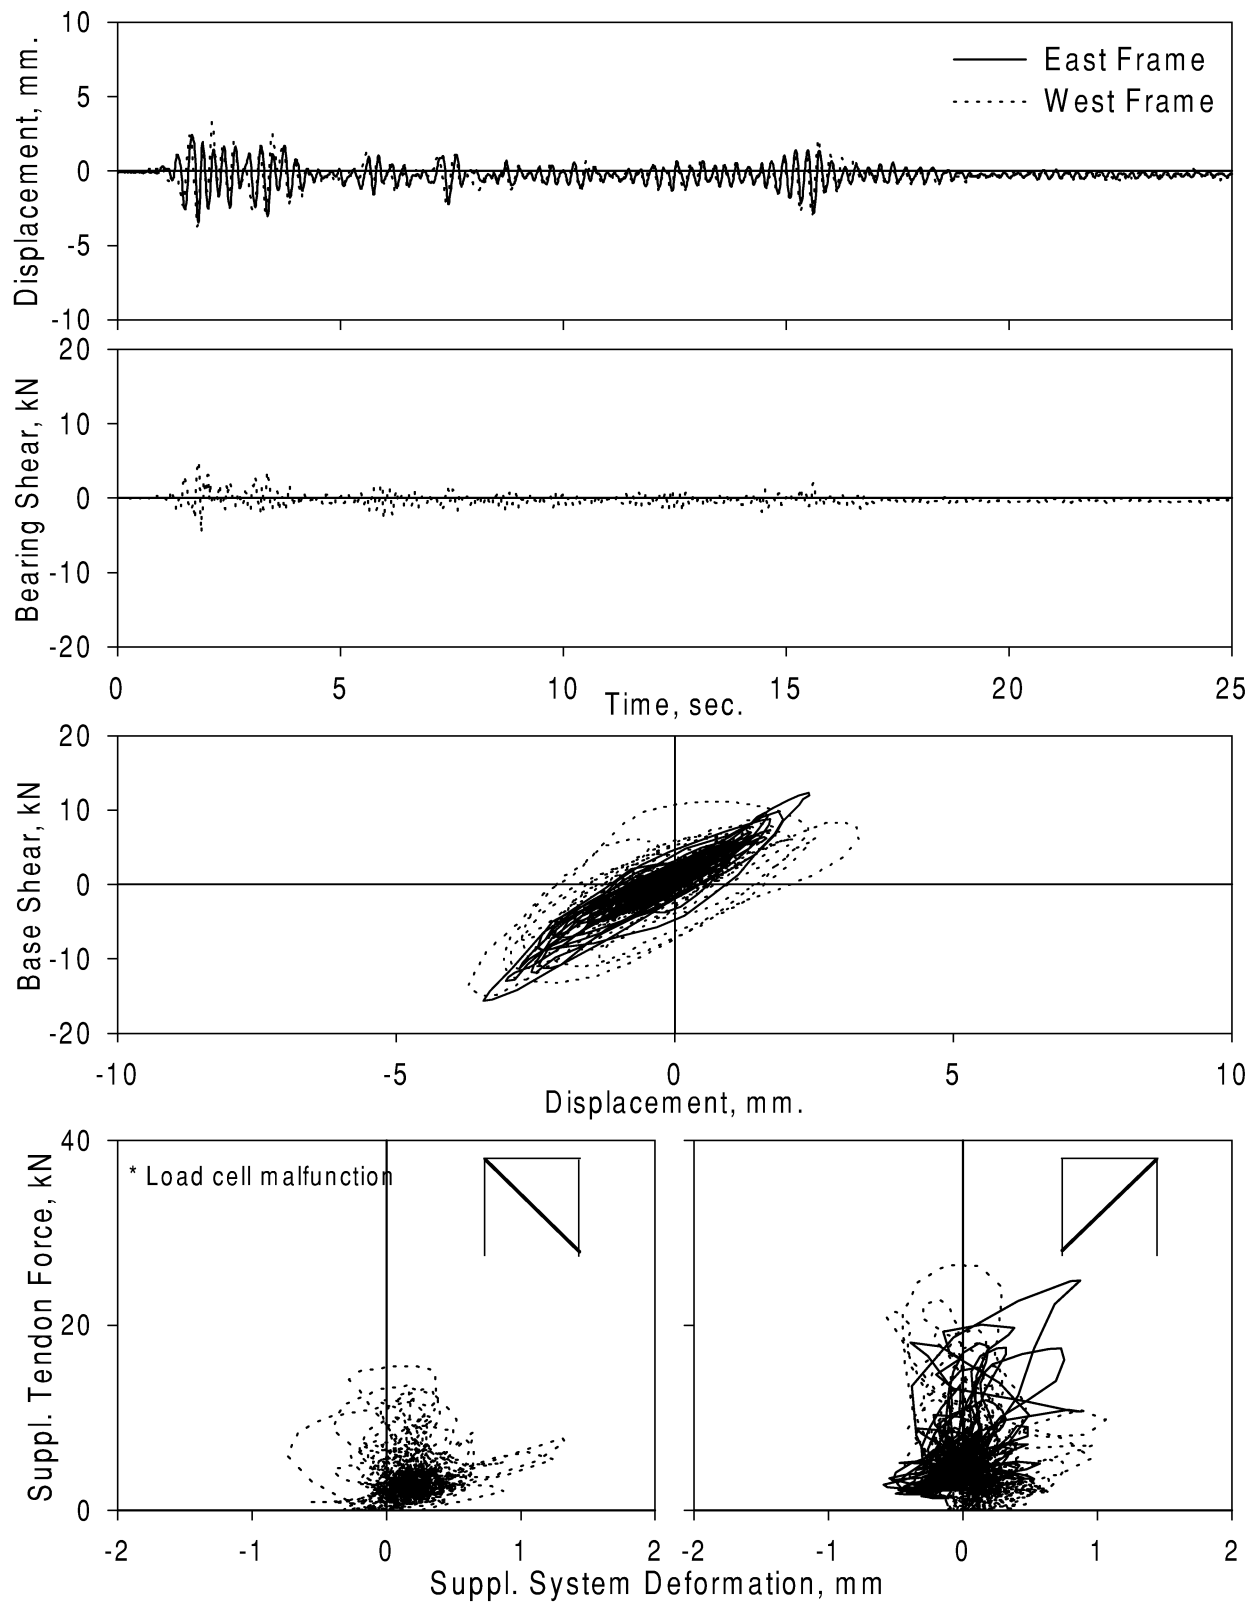 10
5
0
-5
-10
Displacement, mm.
East Frame
West Frame
20
10
0
-10
-20
Bearing Shear, kN
0 5 10 15 20 25
Time, sec.
20
10
0
-10
-20
Base Shear, kN
-10 -5 0 5 10
Displacement, mm.
40
20
0
Suppl. Tendon Force, kN
* Load cell malfunction
-2 -1 0 1 2 -2 -1 0 1 2
Suppl. System Deformation, mm